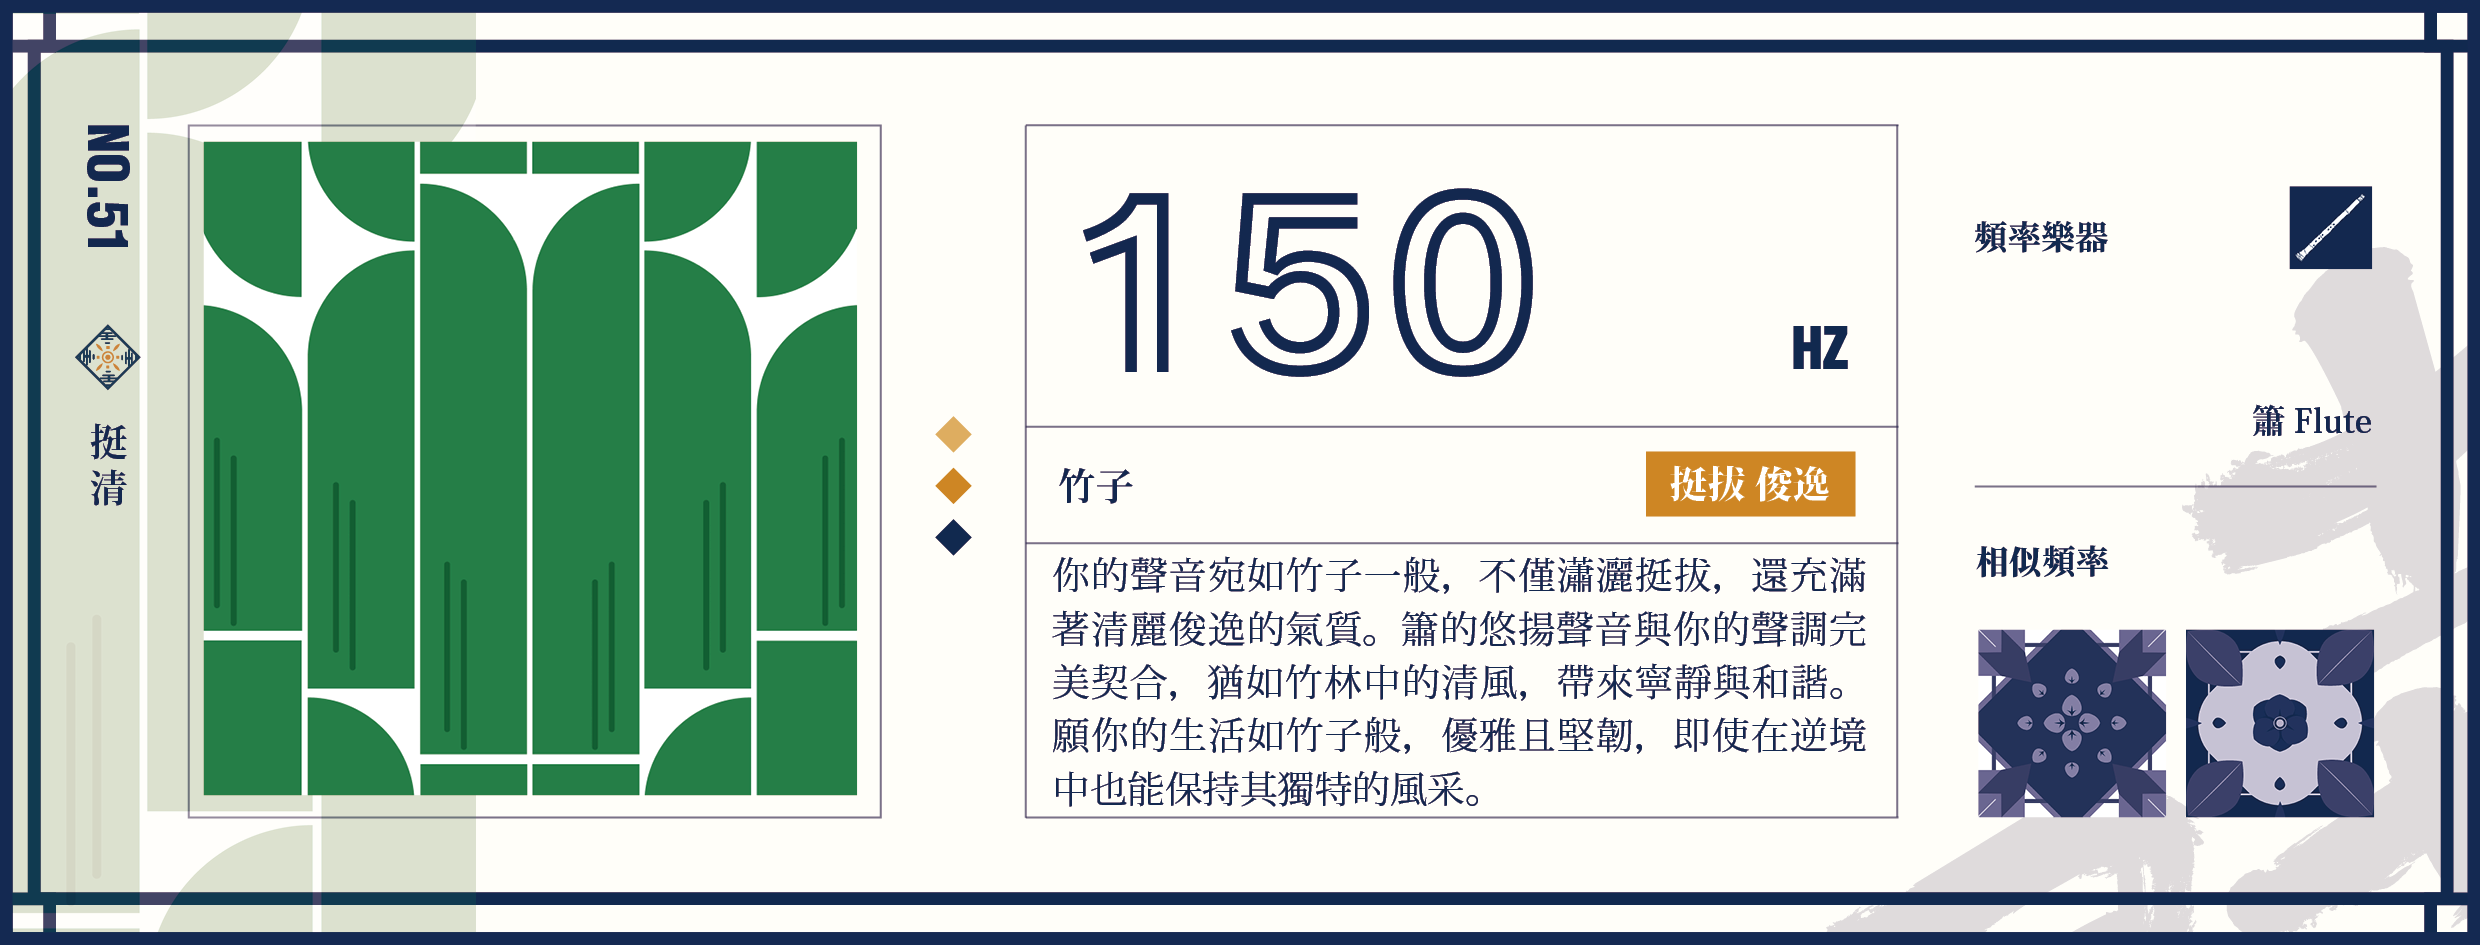 NO.51
挺清
150
HZ
竹子
挺拔 俊逸
你的聲音宛如竹子一般，不僅瀟灑挺拔，還充滿
著清麗俊逸的氣質。簫的悠揚聲音與你的聲調完
美契合，猶如竹林中的清風，帶來寧靜與和諧。
願你的生活如竹子般，優雅且堅韌，即使在逆境
中也能保持其獨特的風采。
頻率樂器
簫 Flute
相似頻率